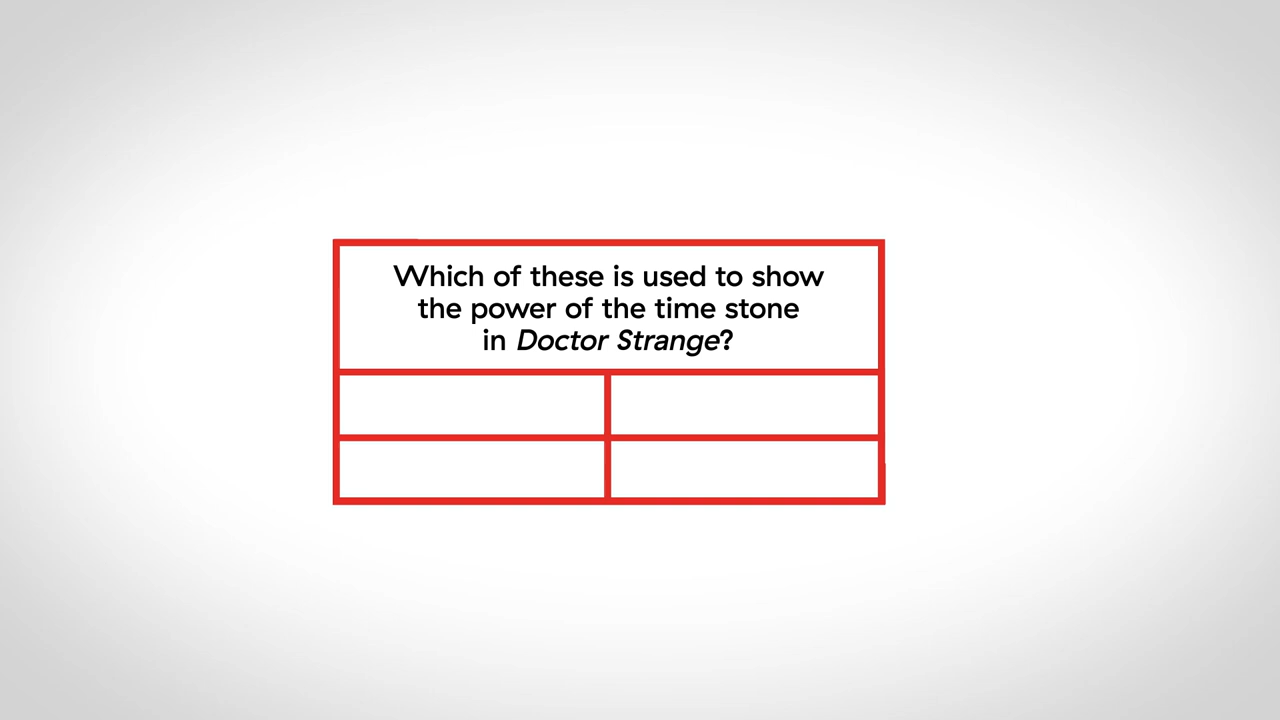 Which of these is used to show
the power of the time stone
in Doctor Strange?